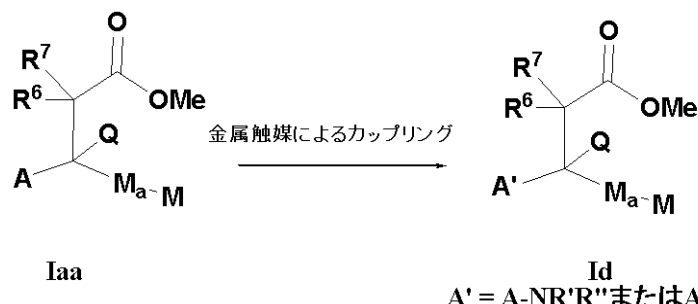 O
R⁷
R⁶
OMe
Q
A
Mₐ
M
金属触媒によるカップリング
O
R⁷
R⁶
OMe
Q
A'
Mₐ
M
Iaa
Id
A' = A-NR'R"またはA